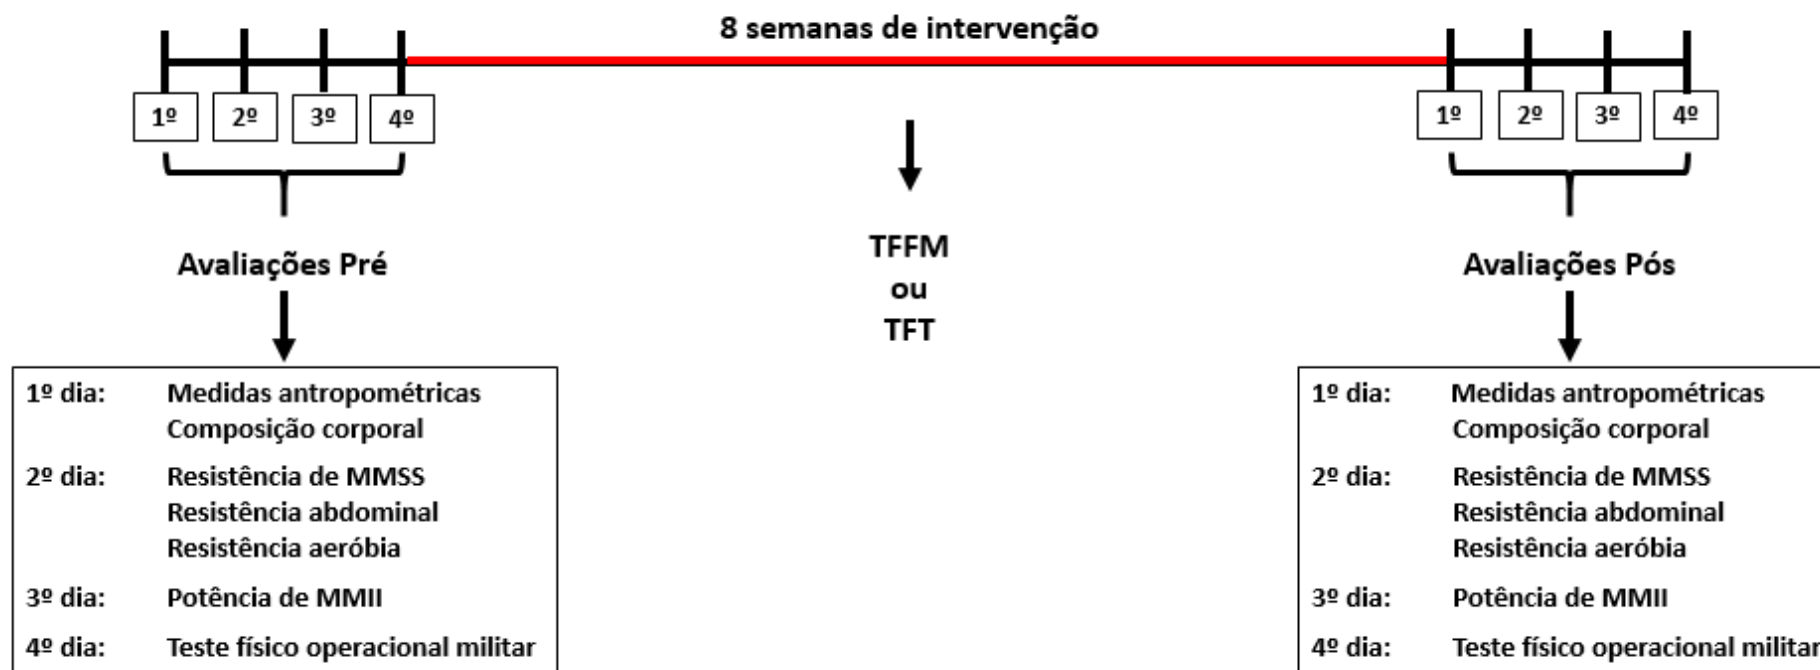 8 semanas de intervenção
1º 2º 3º 4º
1º 2º 3º 4º
Avaliações Pré
TFFM
ou
TFT
Avaliações Pós
1º dia: Medidas antropométricas
Composição corporal
2º dia: Resistência de MMSS
Resistência abdominal
Resistência aeróbia
3º dia: Potência de MMII
4º dia: Teste físico operacional militar
1º dia: Medidas antropométricas
Composição corporal
2º dia: Resistência de MMSS
Resistência abdominal
Resistência aeróbia
3º dia: Potência de MMII
4º dia: Teste físico operacional militar